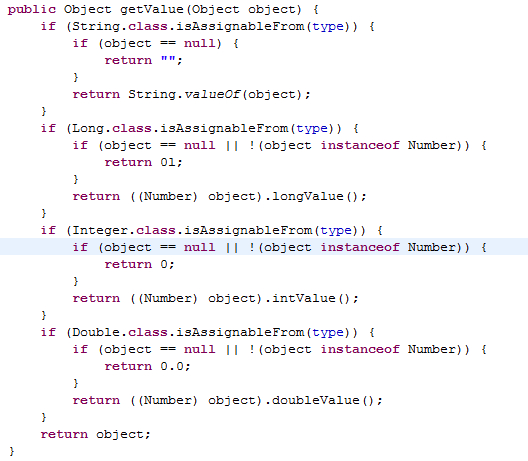 public Object getValue(Object object) {
    if (String.class.isAssignableFrom(type)) {
        if (object == null) {
            return "";
        }
        return String.valueOf(object);
    }
    if (Long.class.isAssignableFrom(type)) {
        if (object == null || !(object instanceof Number)) {
            return 0l;
        }
        return ((Number) object).longValue();
    }
    if (Integer.class.isAssignableFrom(type)) {
        if (object == null || !(object instanceof Number)) {
            return 0;
        }
        return ((Number) object).intValue();
    }
    if (Double.class.isAssignableFrom(type)) {
        if (object == null || !(object instanceof Number)) {
            return 0.0;
        }
        return ((Number) object).doubleValue();
    }
    return object;
}